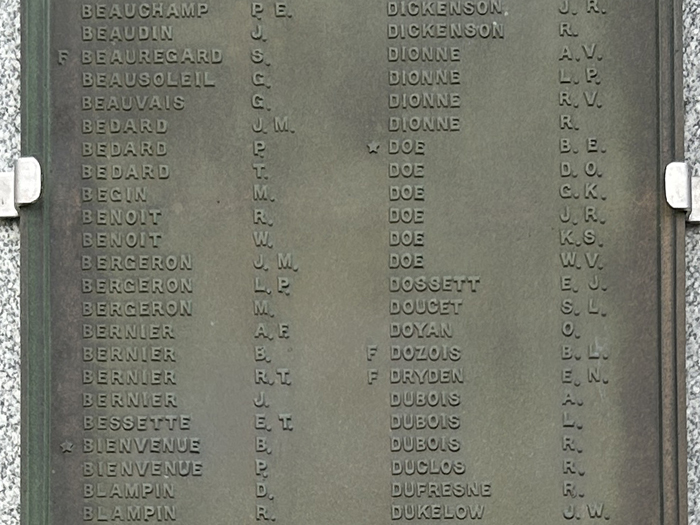 BEAUCHAMP P. E.
BEAUDIN J.
F BEAUREGARD S.
BEAUSOLEIL G.
BEAUVAIS G.
BEDARD J. M.
BEDARD P.
BEDARD T.
BEGIN M.
BENOIT R.
BENOIT W.
BERGERON J. M.
BERGERON L. P.
BERGERON M.
BERNIER A. F.
BERNIER B.
BERNIER R. T.
BERNIER J.
BESSETTE E. T.
★ BIENVENUE B.
BIENVENUE P.
BLAMPIN D.
BLAMPIN R.
DICKENSON J. R.
DICKENSON R.
DIONNE A. V.
DIONNE L. P.
DIONNE R. V.
DIONNE R.
★ DOE B. E.
DOE D. O.
DOE G. K.
DOE J. R.
DOE K. S.
DOE W. V.
DOSSETT E. J.
DOUCET S. L.
DOYAN O.
F DOZOIS B. L.
F DRYDEN E. N.
DUBOIS A.
DUBOIS L.
DUBOIS R.
DUCLOS R.
DUFRESNE R.
DUKELOW J. W.